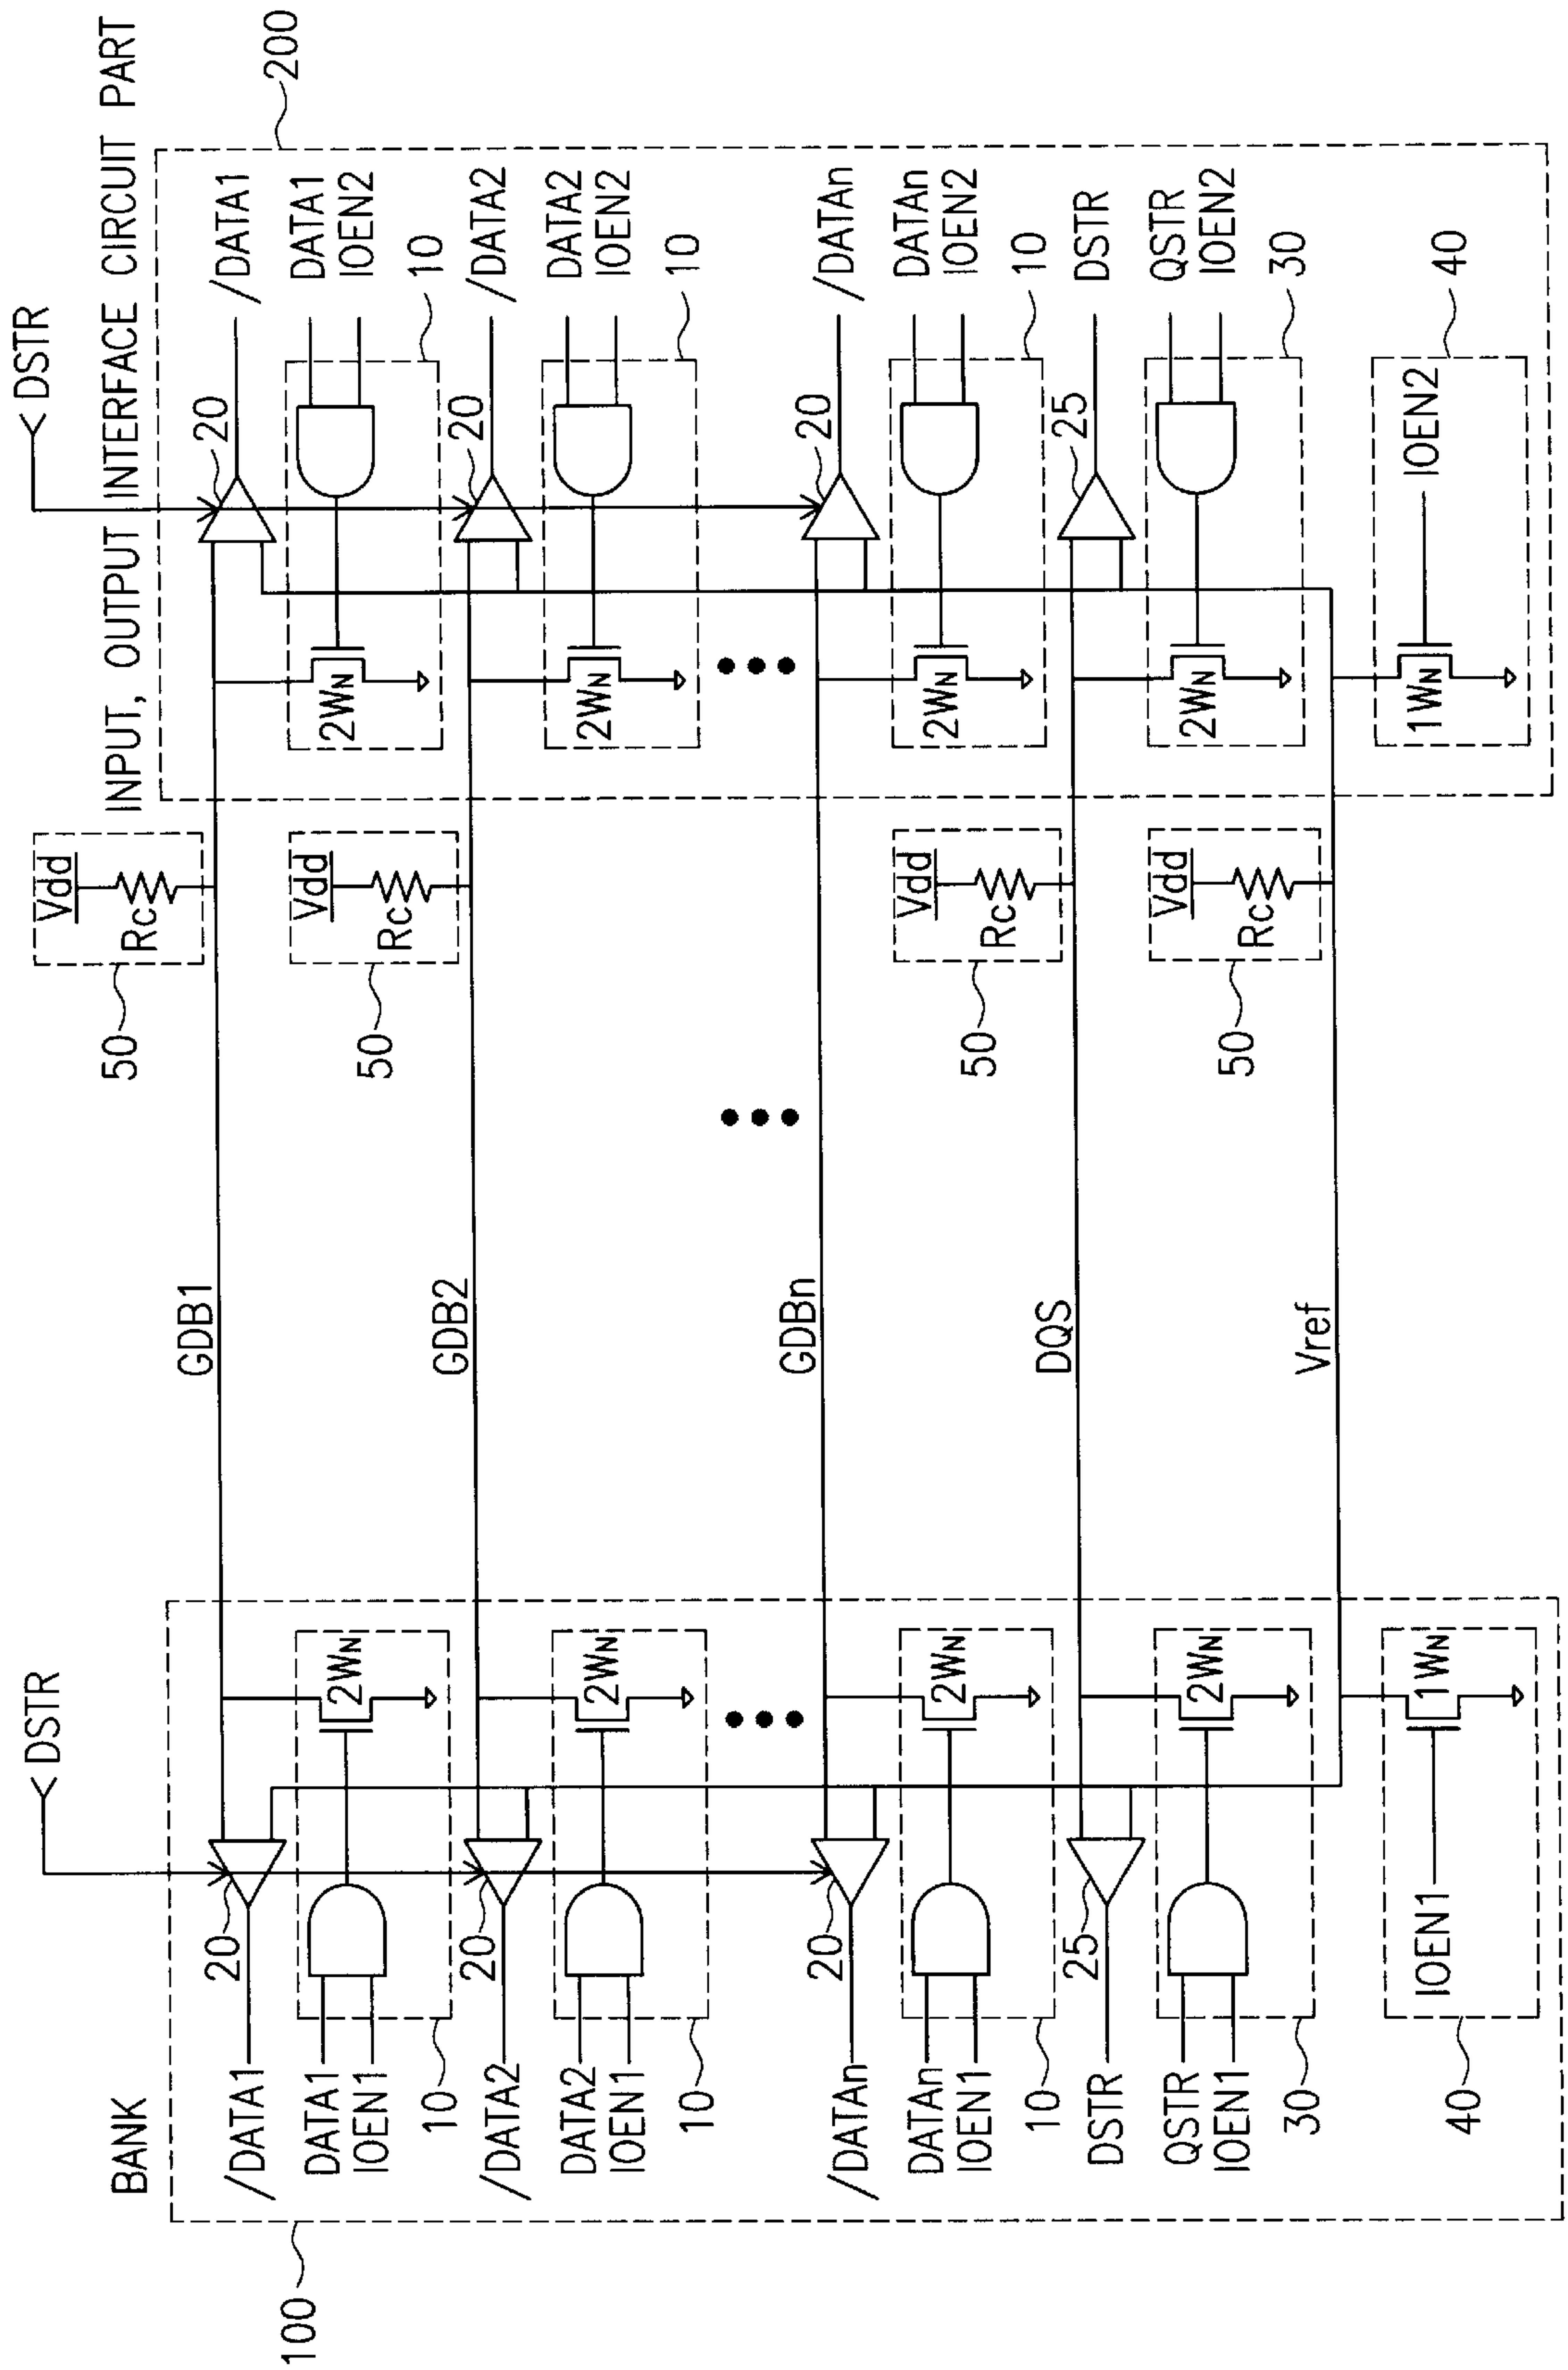 DSTR
DSTR
BANK
INPUT, OUTPUT INTERFACE CIRCUIT PART
100
200
50
Vdd
Rc
GDB1
/DATA1
20
20
/DATA1
DATA1
IOEN1
10
2WN
2WN
DATA1
IOEN2
10
50
Vdd
Rc
GDB2
/DATA2
20
20
/DATA2
DATA2
IOEN1
10
2WN
2WN
DATA2
IOEN2
10
GDBn
/DATAn
20
20
/DATAn
DATAn
IOEN1
10
2WN
2WN
DATAn
IOEN2
10
50
Vdd
Rc
DQS
DSTR
25
25
DSTR
QSTR
IOEN1
30
2WN
2WN
QSTR
IOEN2
30
50
Vdd
Rc
Vref
40
IOEN1
1WN
1WN
IOEN2
40